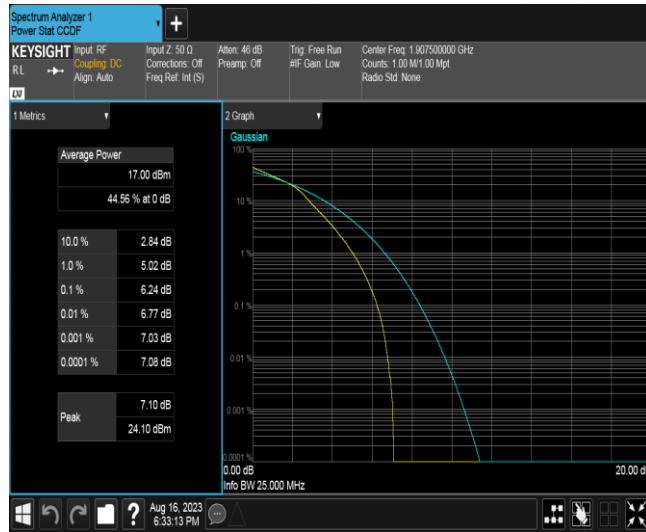 Spectrum Analyzer 1
Power Stat CCDF
+
KEYSIGHT
RL
LXI
Input: RF
Coupling: DC
Align: Auto
Input Z: 50 Ω
Corrections: Off
Freq Ref: Int (S)
Atten: 46 dB
Preamp: Off
Trig: Free Run
#IF Gain: Low
Center Freq: 1.907500000 GHz
Counts: 1.00 M/1.00 Mpt
Radio Std: None
1 Metrics
Average Power
17.00 dBm
44.56 % at 0 dB
10.0 % 2.84 dB
1.0 % 5.02 dB
0.1 % 6.24 dB
0.01 % 6.77 dB
0.001 % 7.03 dB
0.0001 % 7.08 dB
Peak
7.10 dB
24.10 dBm
2 Graph
Gaussian
100 %
10 %
1 %
0.1 %
0.01 %
0.001 %
0.0001 %
0.00 dB
20.00 d
Info BW 25.000 MHz
?
Aug 16, 2023
6:33:13 PM